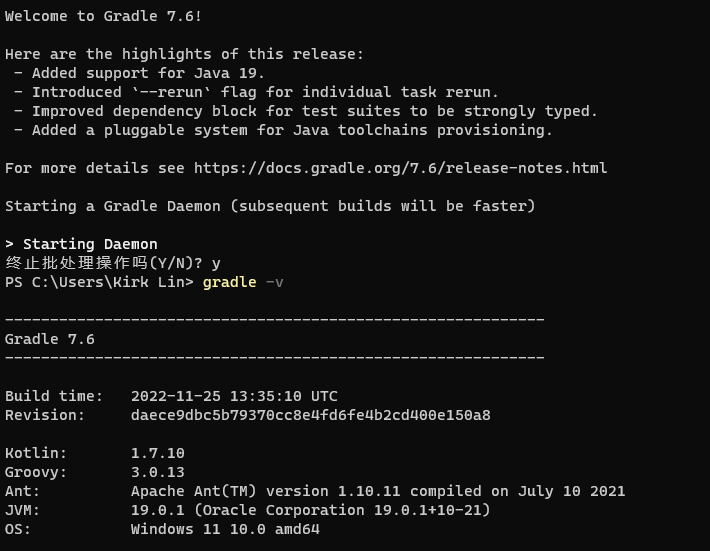 Welcome to Gradle 7.6!
Here are the highlights of this release:
 - Added support for Java 19.
 - Introduced `--rerun` flag for individual task rerun.
 - Improved dependency block for test suites to be strongly typed.
 - Added a pluggable system for Java toolchains provisioning.
For more details see https://docs.gradle.org/7.6/release-notes.html
Starting a Gradle Daemon (subsequent builds will be faster)
> Starting Daemon
终止批处理操作吗(Y/N)? y
PS C:\Users\Kirk Lin> gradle -v
------------------------------------------------------------
Gradle 7.6
------------------------------------------------------------
Build time:   2022-11-25 13:35:10 UTC
Revision:     daece9dbc5b79370cc8e4fd6fe4b2cd400e150a8
Kotlin:       1.7.10
Groovy:       3.0.13
Ant:          Apache Ant(TM) version 1.10.11 compiled on July 10 2021
JVM:          19.0.1 (Oracle Corporation 19.0.1+10-21)
OS:           Windows 11 10.0 amd64